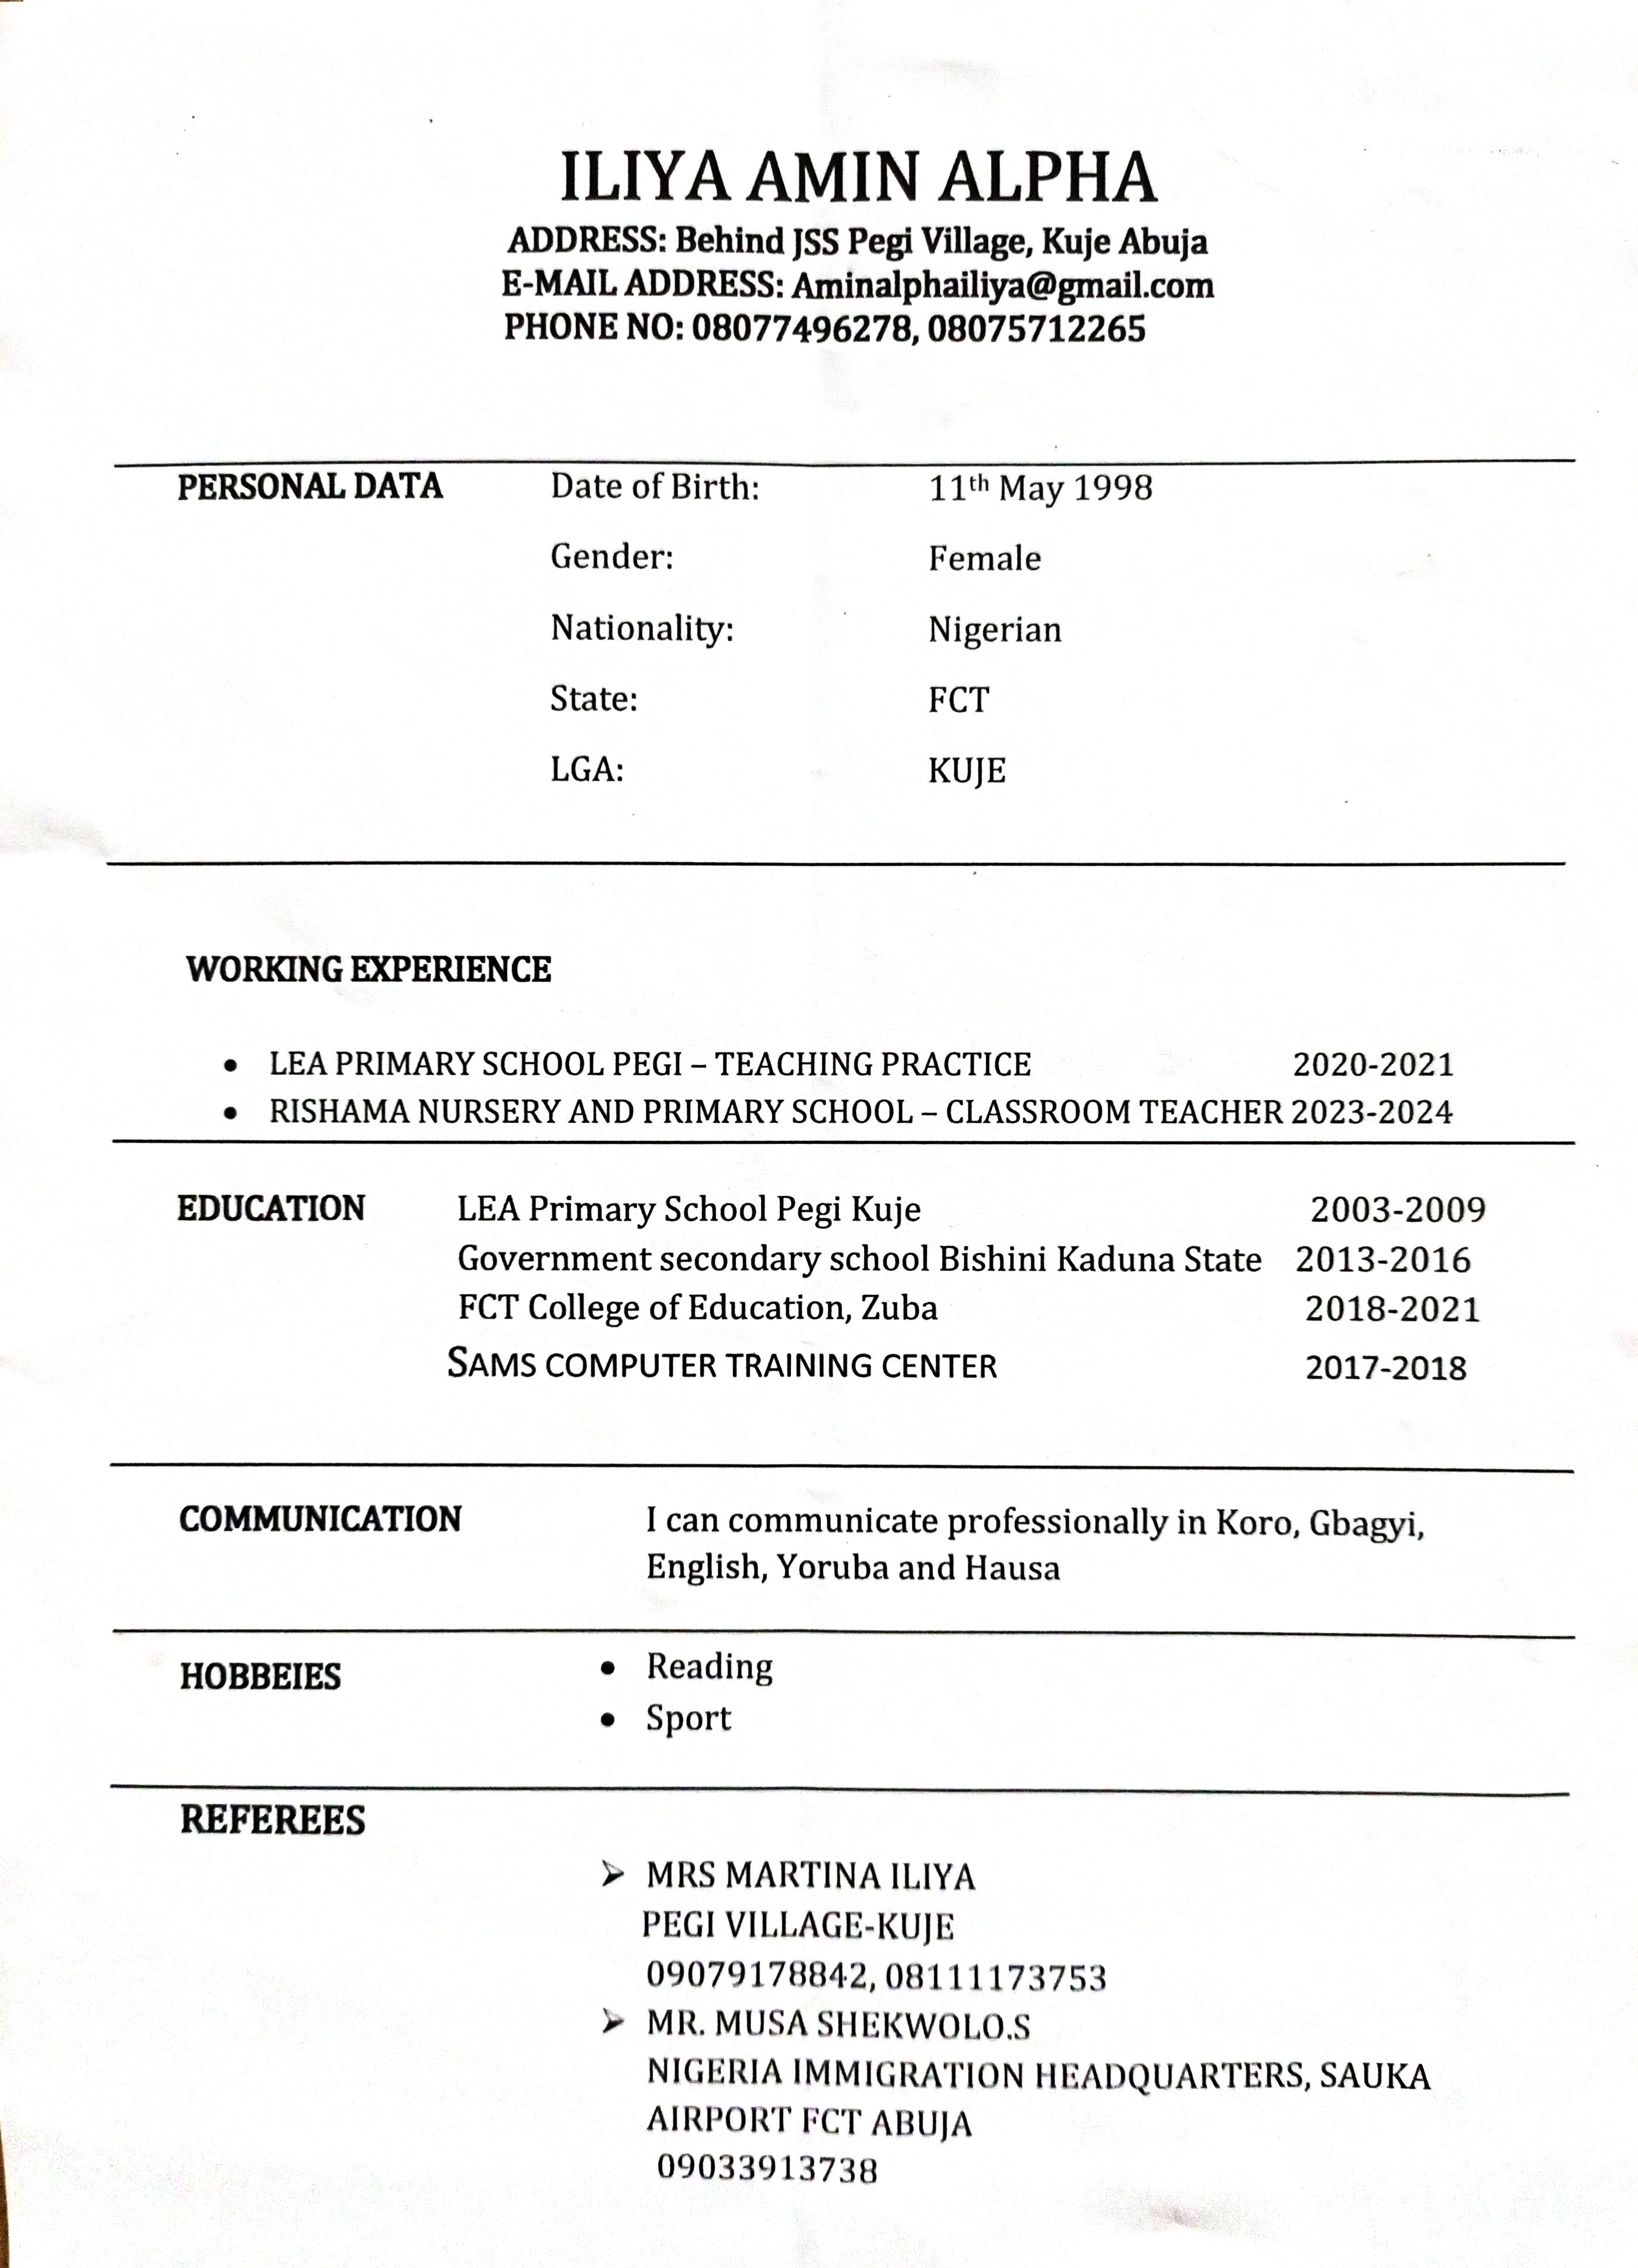 ILIYA AMIN ALPHA
ADDRESS: Behind JSS Pegi Village, Kuje Abuja
E-MAIL ADDRESS: Aminalphailiya@gmail.com
PHONE NO: 08077496278, 08075712265
PERSONAL DATA Date of Birth: 11th May 1998
Gender: Female
Nationality: Nigerian
State: FCT
LGA: KUJE
WORKING EXPERIENCE
• LEA PRIMARY SCHOOL PEGI – TEACHING PRACTICE 2020-2021
• RISHAMA NURSERY AND PRIMARY SCHOOL – CLASSROOM TEACHER 2023-2024
EDUCATION LEA Primary School Pegi Kuje 2003-2009
Government secondary school Bishini Kaduna State 2013-2016
FCT College of Education, Zuba 2018-2021
SAMS COMPUTER TRAINING CENTER 2017-2018
COMMUNICATION I can communicate professionally in Koro, Gbagyi,
English, Yoruba and Hausa
HOBBEIES • Reading
• Sport
REFEREES
➢ MRS MARTINA ILIYA
PEGI VILLAGE-KUJE
09079178842, 08111173753
➢ MR. MUSA SHEKWOLO.S
NIGERIA IMMIGRATION HEADQUARTERS, SAUKA
AIRPORT FCT ABUJA
09033913738